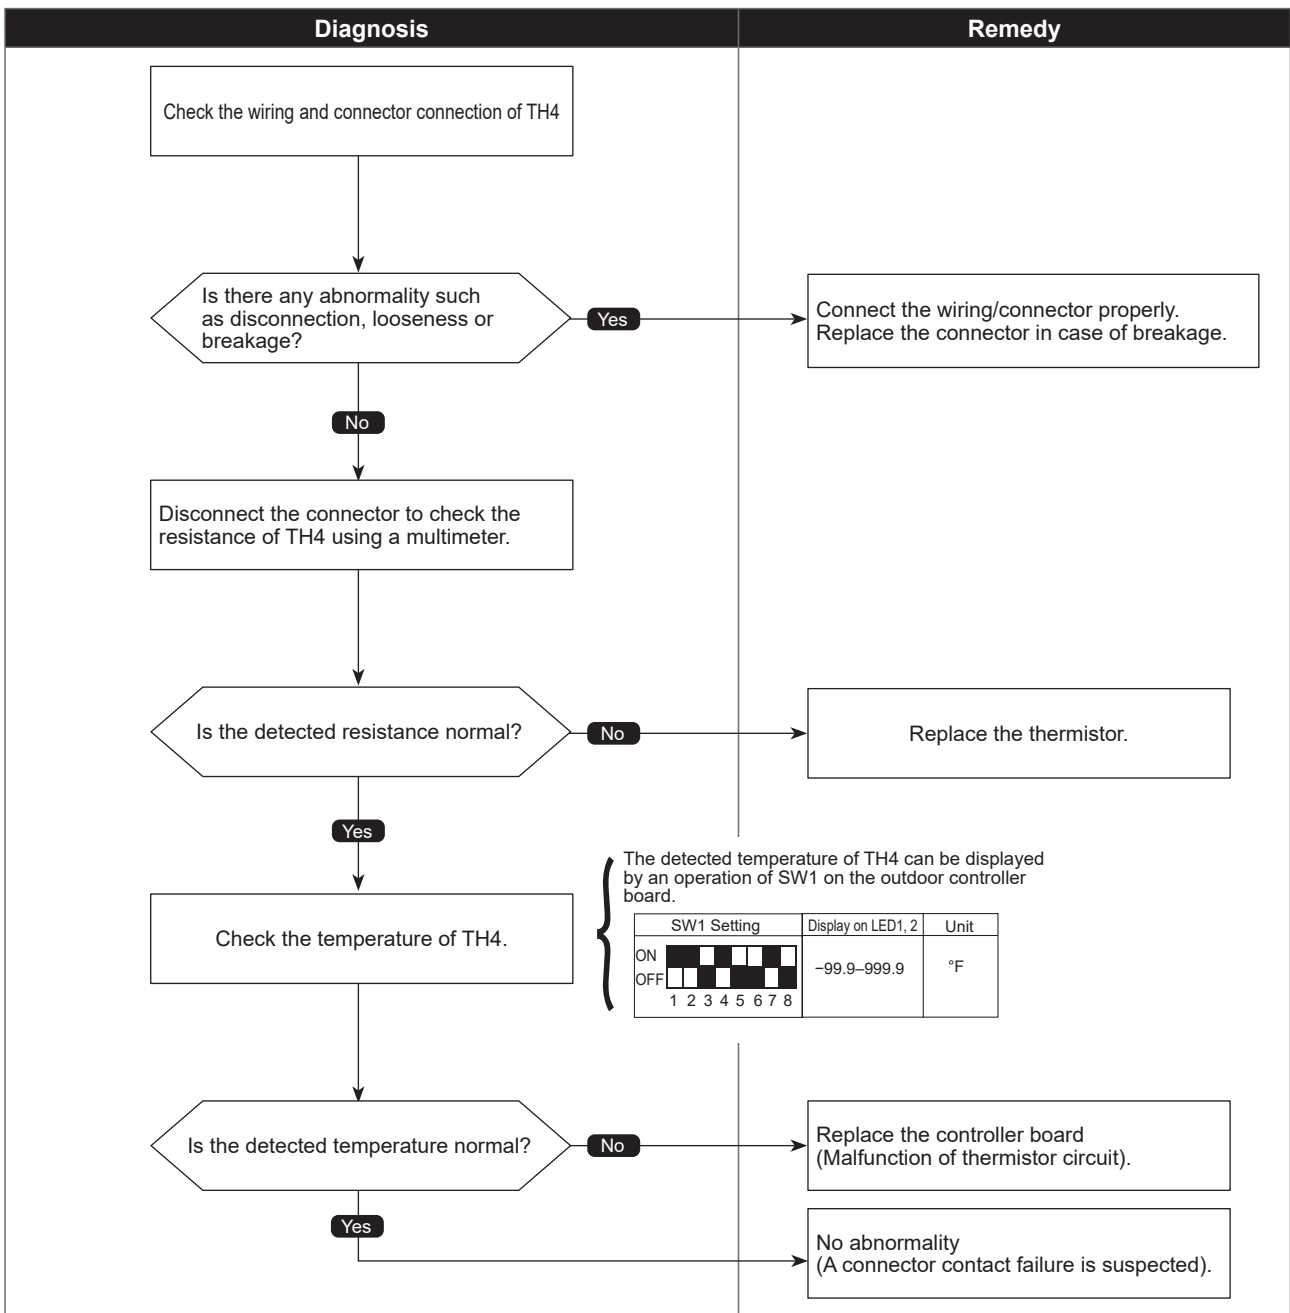 Diagnosis
Remedy
Check the wiring and connector connection of TH4
Is there any abnormality such
as disconnection, looseness or
breakage?
Yes
Connect the wiring/connector properly.
Replace the connector in case of breakage.
No
Disconnect the connector to check the
resistance of TH4 using a multimeter.
Is the detected resistance normal?
No
Replace the thermistor.
Yes
Check the temperature of TH4.
The detected temperature of TH4 can be displayed
by an operation of SW1 on the outdoor controller
board.
SW1 Setting
Display on LED1, 2
Unit
ON
OFF
1 2 3 4 5 6 7 8
−99.9–999.9
°F
Is the detected temperature normal?
No
Replace the controller board
(Malfunction of thermistor circuit).
Yes
No abnormality
(A connector contact failure is suspected).